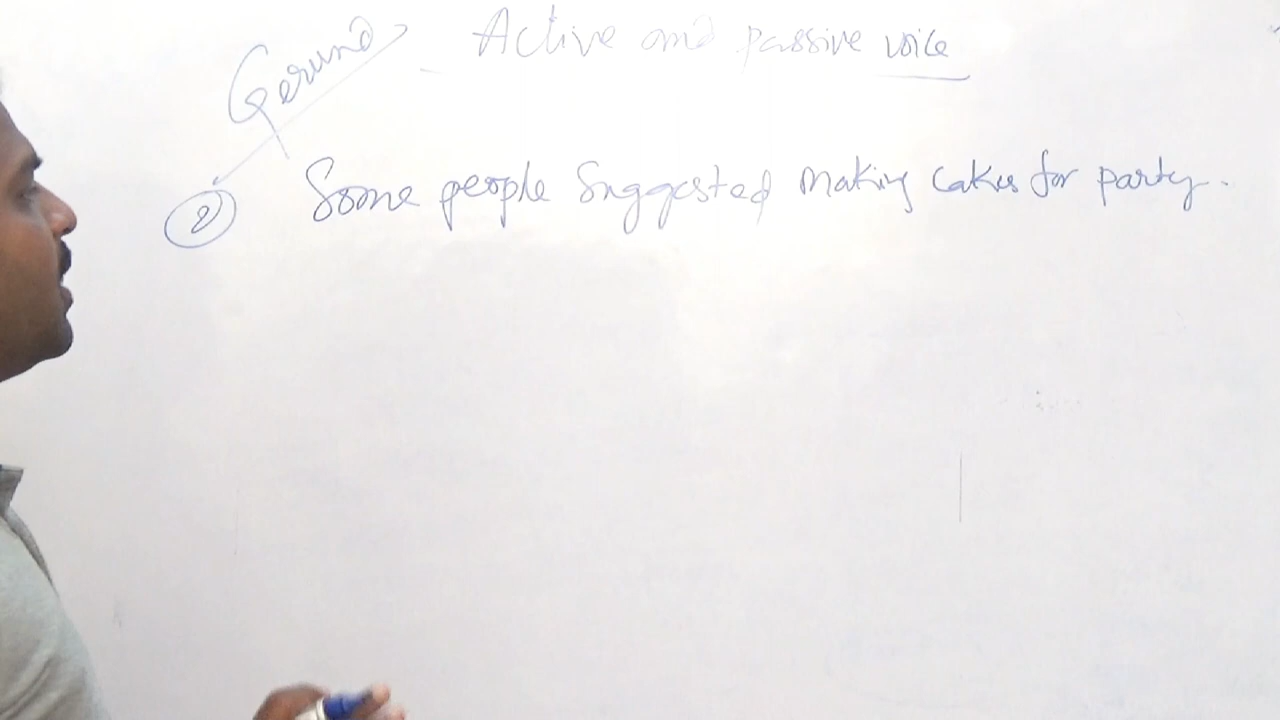 Active and passive voice
Gerund
2 Some people suggested making cakes for party.